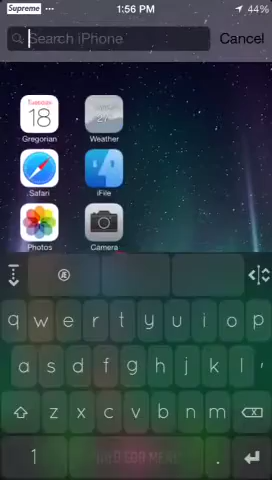 Supreme ••• 1:56 PM 44%
Search iPhone Cancel
Tuesday
18
Gregorian Weather
Safari iFile
Photos Camera
Æ
q w e r t y u i o p
a s d f g h j k l '
z x c v b n m
1 .